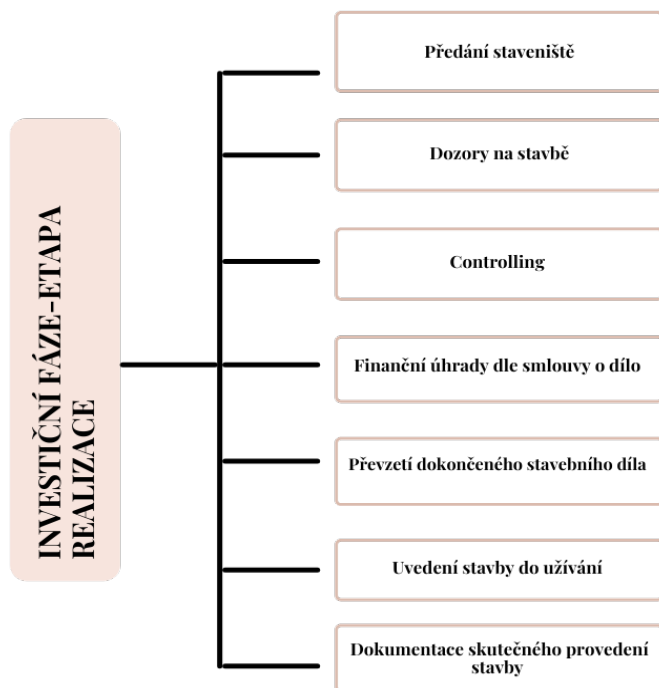 INVESTIČNÍ FÁZE-ETAPA
REALIZACE
Předání staveniště
Dozory na stavbě
Controlling
Finanční úhrady dle smlouvy o dílo
Převzetí dokončeného stavebního díla
Uvedení stavby do užívání
Dokumentace skutečného provedení
stavby